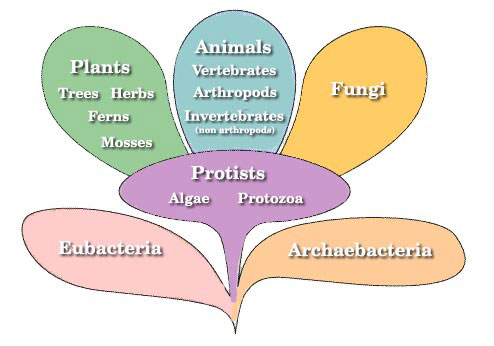 Plants
Trees Herbs
Ferns
Mosses
Animals
Vertebrates
Arthropods
Invertebrates
(non arthropods)
Fungi
Protists
Algae Protozoa
Eubacteria
Archaebacteria